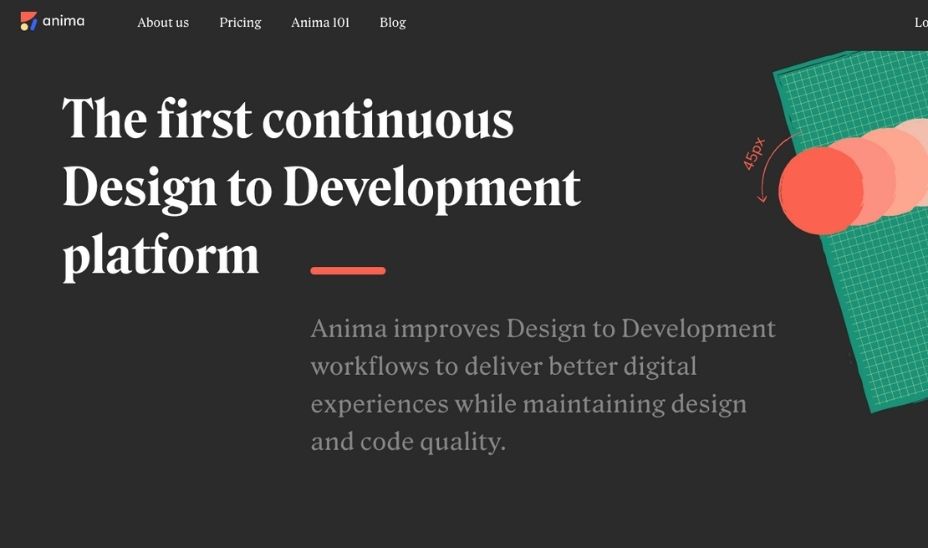 anima
About us
Pricing
Anima 101
Blog
Lo
The first continuous
Design to Development
platform
45px
Anima improves Design to Development
workflows to deliver better digital
experiences while maintaining design
and code quality.